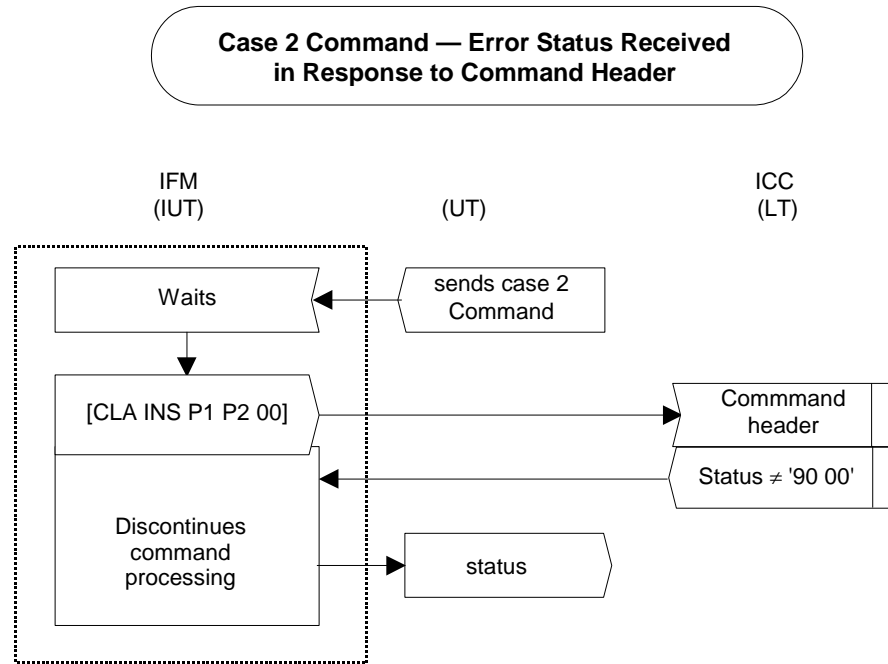 Case 2 Command — Error Status Received
in Response to Command Header
IFM
(IUT)
(UT)
ICC
(LT)
Waits
sends case 2
Command
[CLA INS P1 P2 00]
Commmand
header
Status ≠ '90 00'
Discontinues
command
processing
status